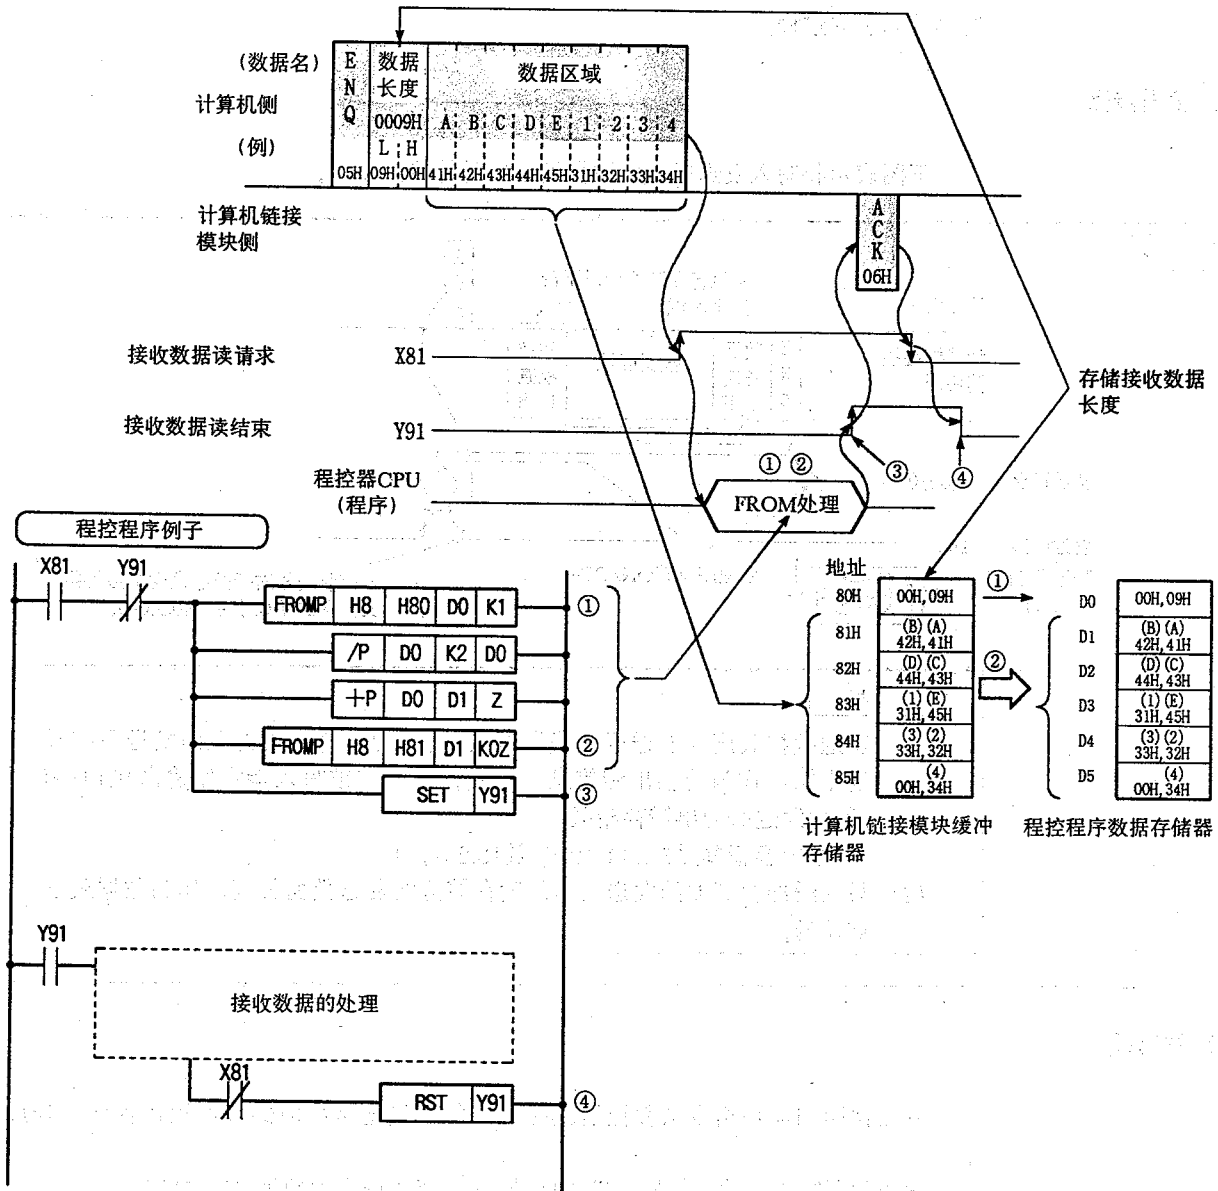 (数据名)
E
N
Q
数据
长度
数据区域
计算机侧
0009H
A B C D E 1 2 3 4
(例)
L H
05H 09H 00H 41H 42H 43H 44H 45H 31H 32H 33H 34H
计算机链接
模块侧
A
C
K
06H
接收数据读请求 X81
存储接收数据
长度
接收数据读结束 Y91
③ ④
程控器CPU
(程序)
① ②
FROM处理
程控程序例子
X81 Y91
FROMP H8 H80 D0 K1 ①
/P D0 K2 D0
+P D0 D1 Z
FROMP H8 H81 D1 K0Z ②
SET Y91 ③
地址
80H 00H,09H ① D0 00H,09H
81H (B) (A) D1 (B) (A)
42H,41H 42H,41H
82H (D) (C) ② D2 (D) (C)
44H,43H 44H,43H
83H (1) (E) D3 (1) (E)
31H,45H 31H,45H
84H (3) (2) D4 (3) (2)
33H,32H 33H,32H
85H (4) D5 (4)
00H,34H 00H,34H
计算机链接模块缓冲
存储器
程控程序数据存储器
Y91
接收数据的处理
X81
RST Y91 ④